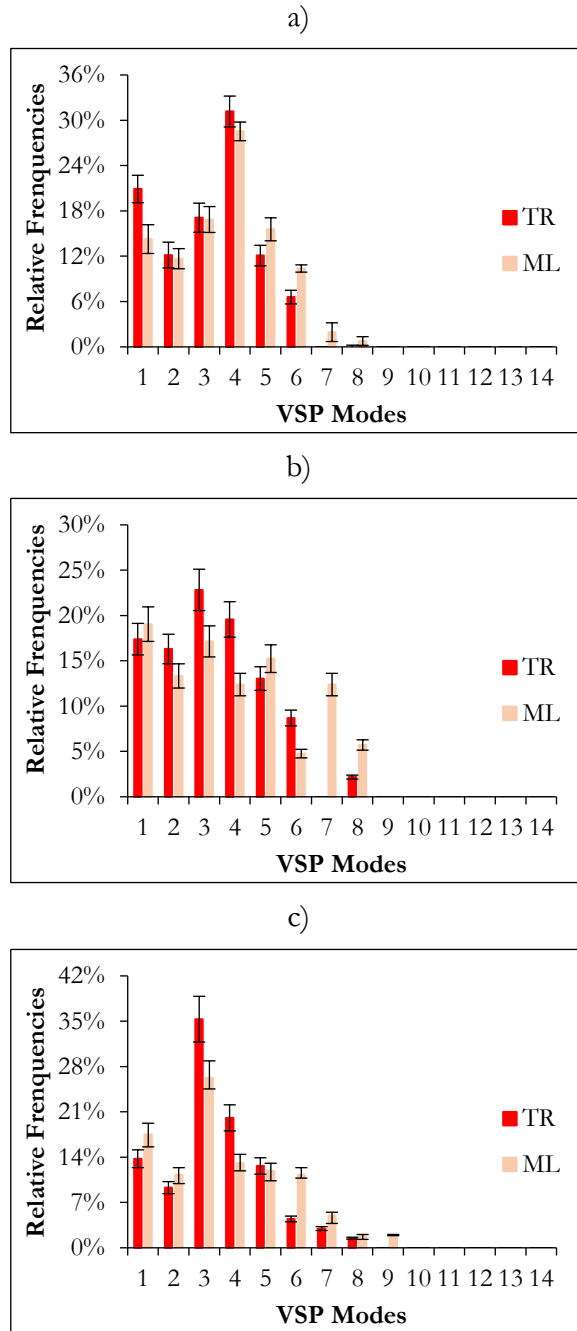 a)
Relative Frenquencies
36%
30%
24%
18%
12%
6%
0%
1 2 3 4 5 6 7 8 9 10 11 12 13 14
VSP Modes
TR
ML
b)
Relative Frenquencies
30%
25%
20%
15%
10%
5%
0%
1 2 3 4 5 6 7 8 9 10 11 12 13 14
VSP Modes
TR
ML
c)
Relative Frenquencies
42%
35%
28%
21%
14%
7%
0%
1 2 3 4 5 6 7 8 9 10 11 12 13 14
VSP Modes
TR
ML